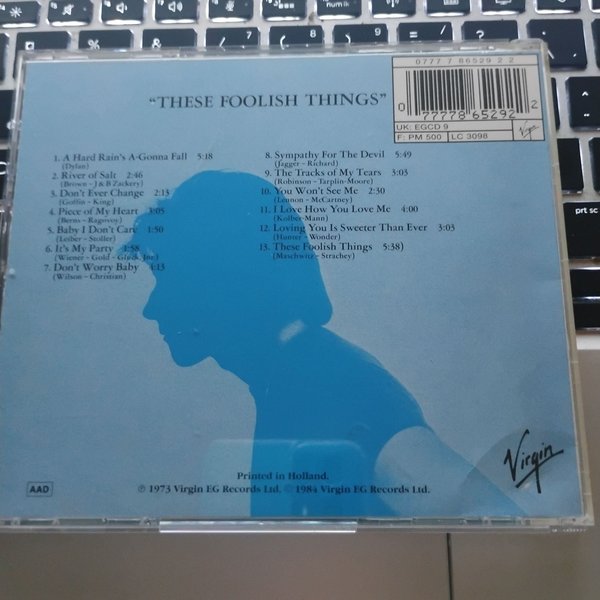 0777 7 86529 2 2
0 77778 65292 2
UK: EGCD 9
F: PM 500 LC 3098
"THESE FOOLISH THINGS"
1. A Hard Rain's A-Gonna Fall 5:18
(Dylan)
2. River of Salt 2:46
(Brown – J & B Zackery)
3. Don't Ever Change 2:13
(Goffin – King)
4. Piece of My Heart 3:05
(Berns – Ragovoy)
5. Baby I Don't Care 1:50
(Leiber – Stoller)
6. It's My Party 1:58
(Wiener – Gold – Gluck, Jnr)
7. Don't Worry Baby 4:13
(Wilson – Christian)
8. Sympathy For The Devil 5:49
(Jagger – Richard)
9. The Tracks of My Tears 3:03
(Robinson – Tarplin-Moore)
10. You Won't See Me 2:30
(Lennon – McCartney)
11. I Love How You Love Me 4:00
(Kolber-Mann)
12. Loving You Is Sweeter Than Ever 3:03
(Hunter – Wonder)
13. These Foolish Things 5:38)
(Maschwitz – Strachey)
Virgin
Printed in Holland.
AAD
℗ 1973 Virgin EG Records Ltd. © 1984 Virgin EG Records Ltd.
prt sc